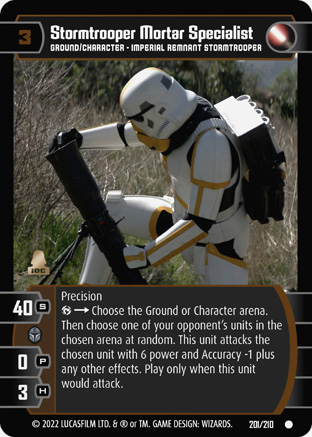 3
Stormtrooper Mortar Specialist
GROUND/CHARACTER • IMPERIAL REMNANT STORMTROOPER
IDC
40 S
0 P
3 H
Precision
→ Choose the Ground or Character arena.
Then choose one of your opponent's units in the
chosen arena at random. This unit attacks the
chosen unit with 6 power and Accuracy -1 plus
any other effects. Play only when this unit
would attack.
© 2022 LUCASFILM LTD. & ® or TM. GAME DESIGN: WIZARDS. 201/210